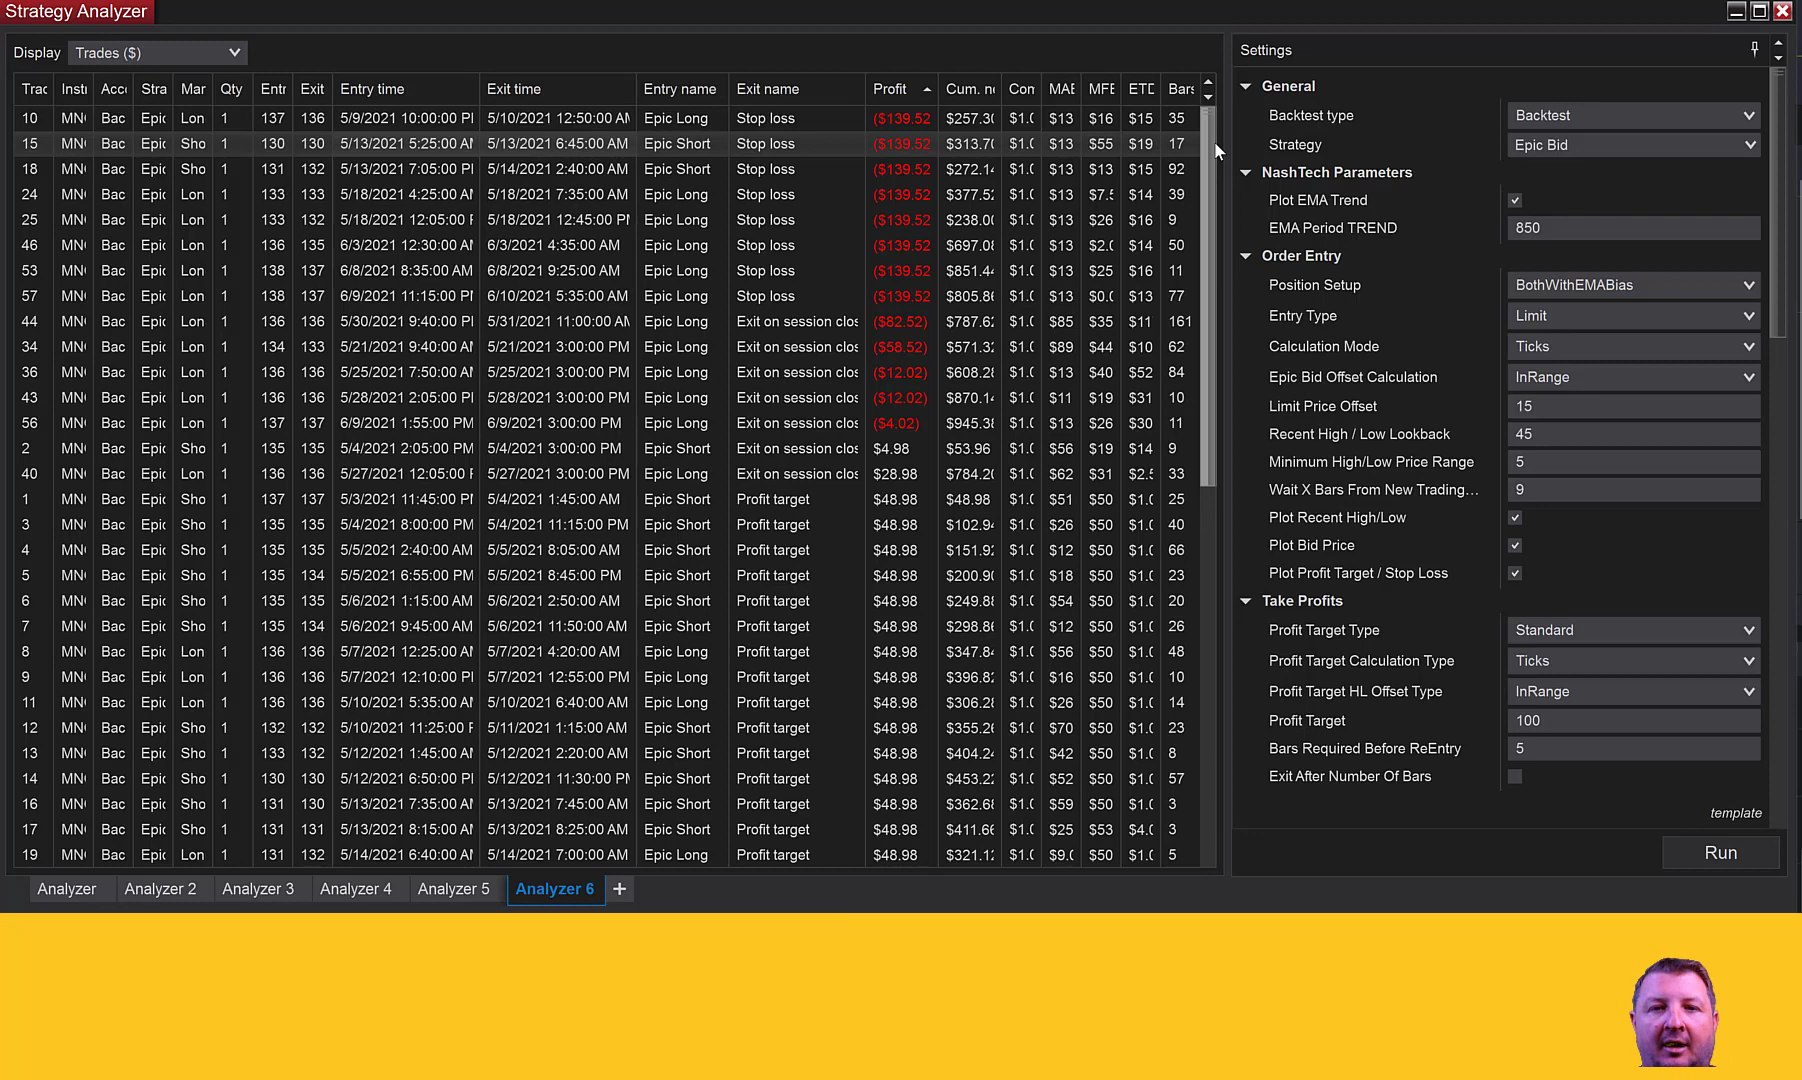 Strategy Analyzer
Display Trades ($)
Trac Instr Acc Stra Mar Qty Entr Exit Entry time Exit time Entry name Exit name Profit Cum. n Con MAE MFE ETD Bars
10 MN Bac Epic Lon 1 137 136 5/9/2021 10:00:00 P 5/10/2021 12:50:00 AM Epic Long Stop loss ($139.52 $257.30 $1.0 $13 $16 $15 35
15 MN Bac Epic Sho 1 130 130 5/13/2021 5:25:00 AM 5/13/2021 6:45:00 AM Epic Short Stop loss ($139.52 $313.70 $1.0 $13 $55 $19 17
18 MN Bac Epic Sho 1 131 132 5/13/2021 7:05:00 PM 5/14/2021 2:40:00 AM Epic Short Stop loss ($139.52 $272.14 $1.0 $13 $13 $15 92
24 MN Bac Epic Lon 1 133 133 5/18/2021 4:25:00 AM 5/18/2021 7:35:00 AM Epic Long Stop loss ($139.52 $377.52 $1.0 $13 $7.5 $14 39
25 MN Bac Epic Lon 1 133 132 5/18/2021 12:05:00 P 5/18/2021 12:45:00 PM Epic Long Stop loss ($139.52 $238.00 $1.0 $13 $26 $16 9
46 MN Bac Epic Lon 1 136 135 6/3/2021 12:30:00 AM 6/3/2021 4:35:00 AM Epic Long Stop loss ($139.52 $697.08 $1.0 $13 $2.0 $14 50
53 MN Bac Epic Lon 1 138 137 6/8/2021 8:35:00 AM 6/8/2021 9:25:00 AM Epic Long Stop loss ($139.52 $851.44 $1.0 $13 $25 $16 11
57 MN Bac Epic Lon 1 138 137 6/9/2021 11:15:00 PM 6/10/2021 5:35:00 AM Epic Long Stop loss ($139.52 $805.86 $1.0 $13 $0.0 $13 77
44 MN Bac Epic Lon 1 136 136 5/30/2021 9:40:00 PM 5/31/2021 11:00:00 AM Epic Long Exit on session clos ($82.52) $787.62 $1.0 $85 $35 $11 161
34 MN Bac Epic Lon 1 134 133 5/21/2021 9:40:00 AM 5/21/2021 3:00:00 PM Epic Long Exit on session clos ($58.52) $571.32 $1.0 $89 $44 $10 62
36 MN Bac Epic Lon 1 136 136 5/25/2021 7:50:00 AM 5/25/2021 3:00:00 PM Epic Long Exit on session clos ($12.02) $608.28 $1.0 $13 $40 $52 84
43 MN Bac Epic Lon 1 136 136 5/28/2021 2:05:00 PM 5/28/2021 3:00:00 PM Epic Long Exit on session clos ($12.02) $870.14 $1.0 $11 $19 $31 10
56 MN Bac Epic Lon 1 137 137 6/9/2021 1:55:00 PM 6/9/2021 3:00:00 PM Epic Long Exit on session clos ($4.02) $945.38 $1.0 $13 $26 $30 11
2 MN Bac Epic Sho 1 135 135 5/4/2021 2:05:00 PM 5/4/2021 3:00:00 PM Epic Short Exit on session clos $4.98 $53.96 $1.0 $56 $19 $14 9
40 MN Bac Epic Lon 1 136 136 5/27/2021 12:05:00 P 5/27/2021 3:00:00 PM Epic Long Exit on session clos $28.98 $784.20 $1.0 $62 $31 $2.5 33
1 MN Bac Epic Sho 1 137 137 5/3/2021 11:45:00 PM 5/4/2021 1:45:00 AM Epic Short Profit target $48.98 $48.98 $1.0 $51 $50 $1.0 25
3 MN Bac Epic Sho 1 135 135 5/4/2021 8:00:00 PM 5/4/2021 11:15:00 PM Epic Short Profit target $48.98 $102.94 $1.0 $26 $50 $1.0 40
4 MN Bac Epic Sho 1 135 135 5/5/2021 2:40:00 AM 5/5/2021 8:05:00 AM Epic Short Profit target $48.98 $151.92 $1.0 $12 $50 $1.0 66
5 MN Bac Epic Sho 1 135 134 5/5/2021 6:55:00 PM 5/5/2021 8:45:00 PM Epic Short Profit target $48.98 $200.90 $1.0 $18 $50 $1.0 23
6 MN Bac Epic Sho 1 135 135 5/6/2021 1:15:00 AM 5/6/2021 2:50:00 AM Epic Short Profit target $48.98 $249.88 $1.0 $54 $50 $1.0 20
7 MN Bac Epic Sho 1 135 134 5/6/2021 9:45:00 AM 5/6/2021 11:50:00 AM Epic Short Profit target $48.98 $298.86 $1.0 $12 $50 $1.0 26
8 MN Bac Epic Lon 1 136 136 5/7/2021 12:25:00 AM 5/7/2021 4:20:00 AM Epic Long Profit target $48.98 $347.84 $1.0 $56 $50 $1.0 48
9 MN Bac Epic Lon 1 136 136 5/7/2021 12:10:00 PM 5/7/2021 12:55:00 PM Epic Long Profit target $48.98 $396.82 $1.0 $16 $50 $1.0 10
11 MN Bac Epic Lon 1 136 136 5/10/2021 5:35:00 AM 5/10/2021 6:40:00 AM Epic Long Profit target $48.98 $306.28 $1.0 $26 $50 $1.0 14
12 MN Bac Epic Sho 1 132 132 5/10/2021 11:25:00 P 5/11/2021 1:15:00 AM Epic Short Profit target $48.98 $355.26 $1.0 $70 $50 $1.0 23
13 MN Bac Epic Sho 1 133 132 5/12/2021 1:45:00 AM 5/12/2021 2:20:00 AM Epic Short Profit target $48.98 $404.24 $1.0 $42 $50 $1.0 8
14 MN Bac Epic Sho 1 130 130 5/12/2021 6:50:00 PM 5/12/2021 11:30:00 PM Epic Short Profit target $48.98 $453.22 $1.0 $52 $50 $1.0 57
16 MN Bac Epic Sho 1 131 130 5/13/2021 7:35:00 AM 5/13/2021 7:45:00 AM Epic Short Profit target $48.98 $362.68 $1.0 $59 $50 $1.0 3
17 MN Bac Epic Sho 1 131 131 5/13/2021 8:15:00 AM 5/13/2021 8:25:00 AM Epic Short Profit target $48.98 $411.66 $1.0 $25 $53 $4.0 3
19 MN Bac Epic Lon 1 131 132 5/14/2021 6:40:00 AM 5/14/2021 7:00:00 AM Epic Long Profit target $48.98 $321.12 $1.0 $9.0 $50 $1.0 5
Analyzer Analyzer 2 Analyzer 3 Analyzer 4 Analyzer 5 Analyzer 6 +
Settings
General
Backtest type Backtest
Strategy Epic Bid
NashTech Parameters
Plot EMA Trend
EMA Period TREND 850
Order Entry
Position Setup BothWithEMABias
Entry Type Limit
Calculation Mode Ticks
Epic Bid Offset Calculation InRange
Limit Price Offset 15
Recent High / Low Lookback 45
Minimum High/Low Price Range 5
Wait X Bars From New Trading... 9
Plot Recent High/Low
Plot Bid Price
Plot Profit Target / Stop Loss
Take Profits
Profit Target Type Standard
Profit Target Calculation Type Ticks
Profit Target HL Offset Type InRange
Profit Target 100
Bars Required Before ReEntry 5
Exit After Number Of Bars
template
Run